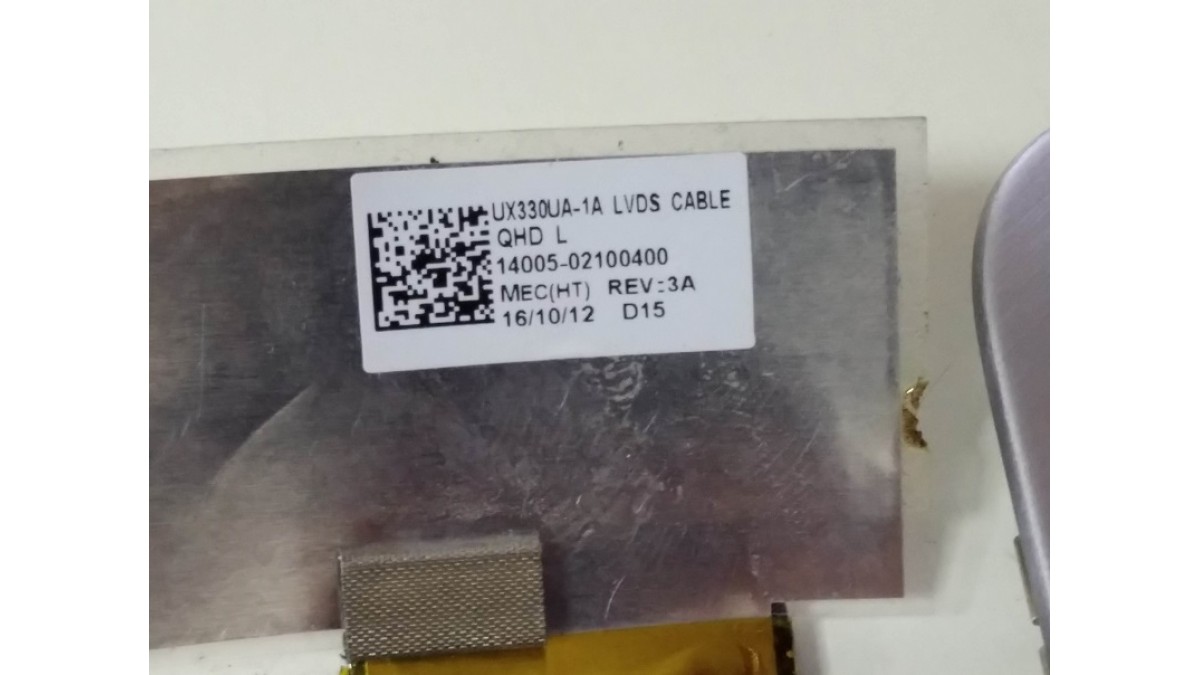 UX330UA-1A LVDS CABLE
QHD L
14005-02100400
MEC(HT) REV:3A
16/10/12 D15